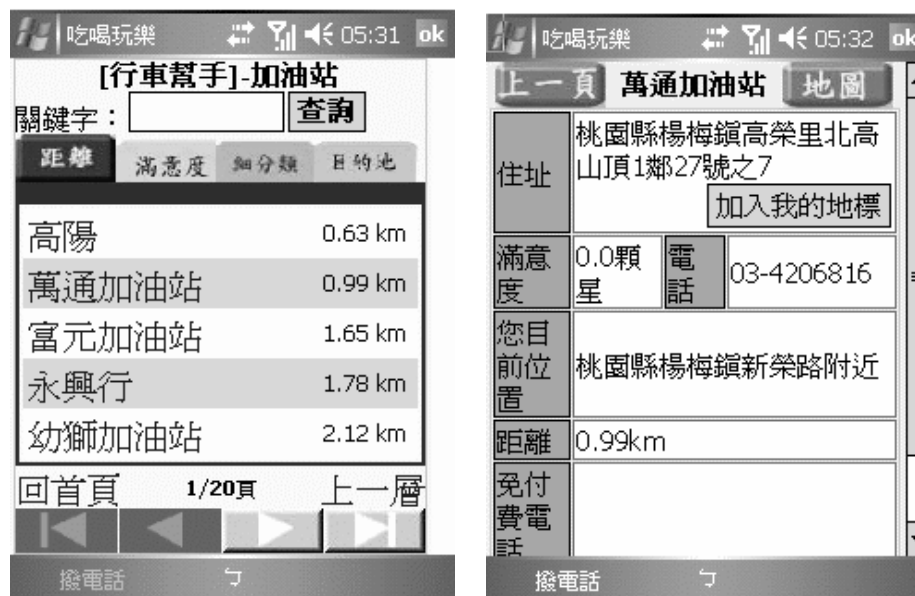 吃喝玩樂 05:31 ok
[行車幫手]-加油站
關鍵字： 查詢
距離 滿意度 細分類 目的地
高陽 0.63 km
萬通加油站 0.99 km
富元加油站 1.65 km
永興行 1.78 km
幼獅加油站 2.12 km
回首頁 1/20頁 上一層
撥電話 ㄅ
吃喝玩樂 05:32 ok
上一頁 萬通加油站 地圖
住址
桃園縣楊梅鎮高榮里北高
山頂1鄰27號之7
加入我的地標
滿意
度
0.0顆
星
電
話
03-4206816
您目
前位
置
桃園縣楊梅鎮新榮路附近
距離 0.99km
免付
費電
話
撥電話 ㄅ